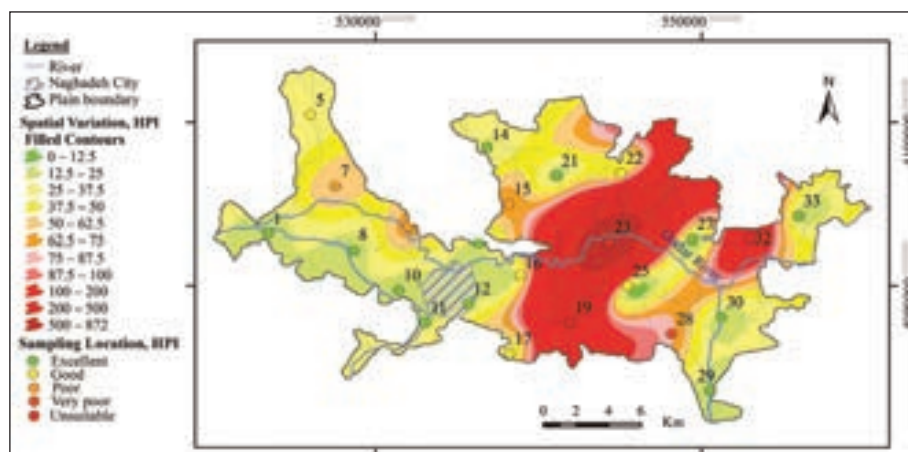 530000 550000
Legend
River
Naghadeh City
Plain boundary
Spatial Variation, HPI
Filled Contours
0 – 12.5
12.5 – 25
25 – 37.5
37.5 – 50
50 – 62.5
62.5 – 75
75 – 87.5
87.5 – 100
100 – 200
200 – 500
500 – 872
Sampling Location, HPI
Excellent
Good
Poor
Very poor
Unsuitable
N
5
14
22
7
21
15
33
1
23
27
32
8
16
25
10
12
30
11
19
28
17
29
0 2 4 6
Km